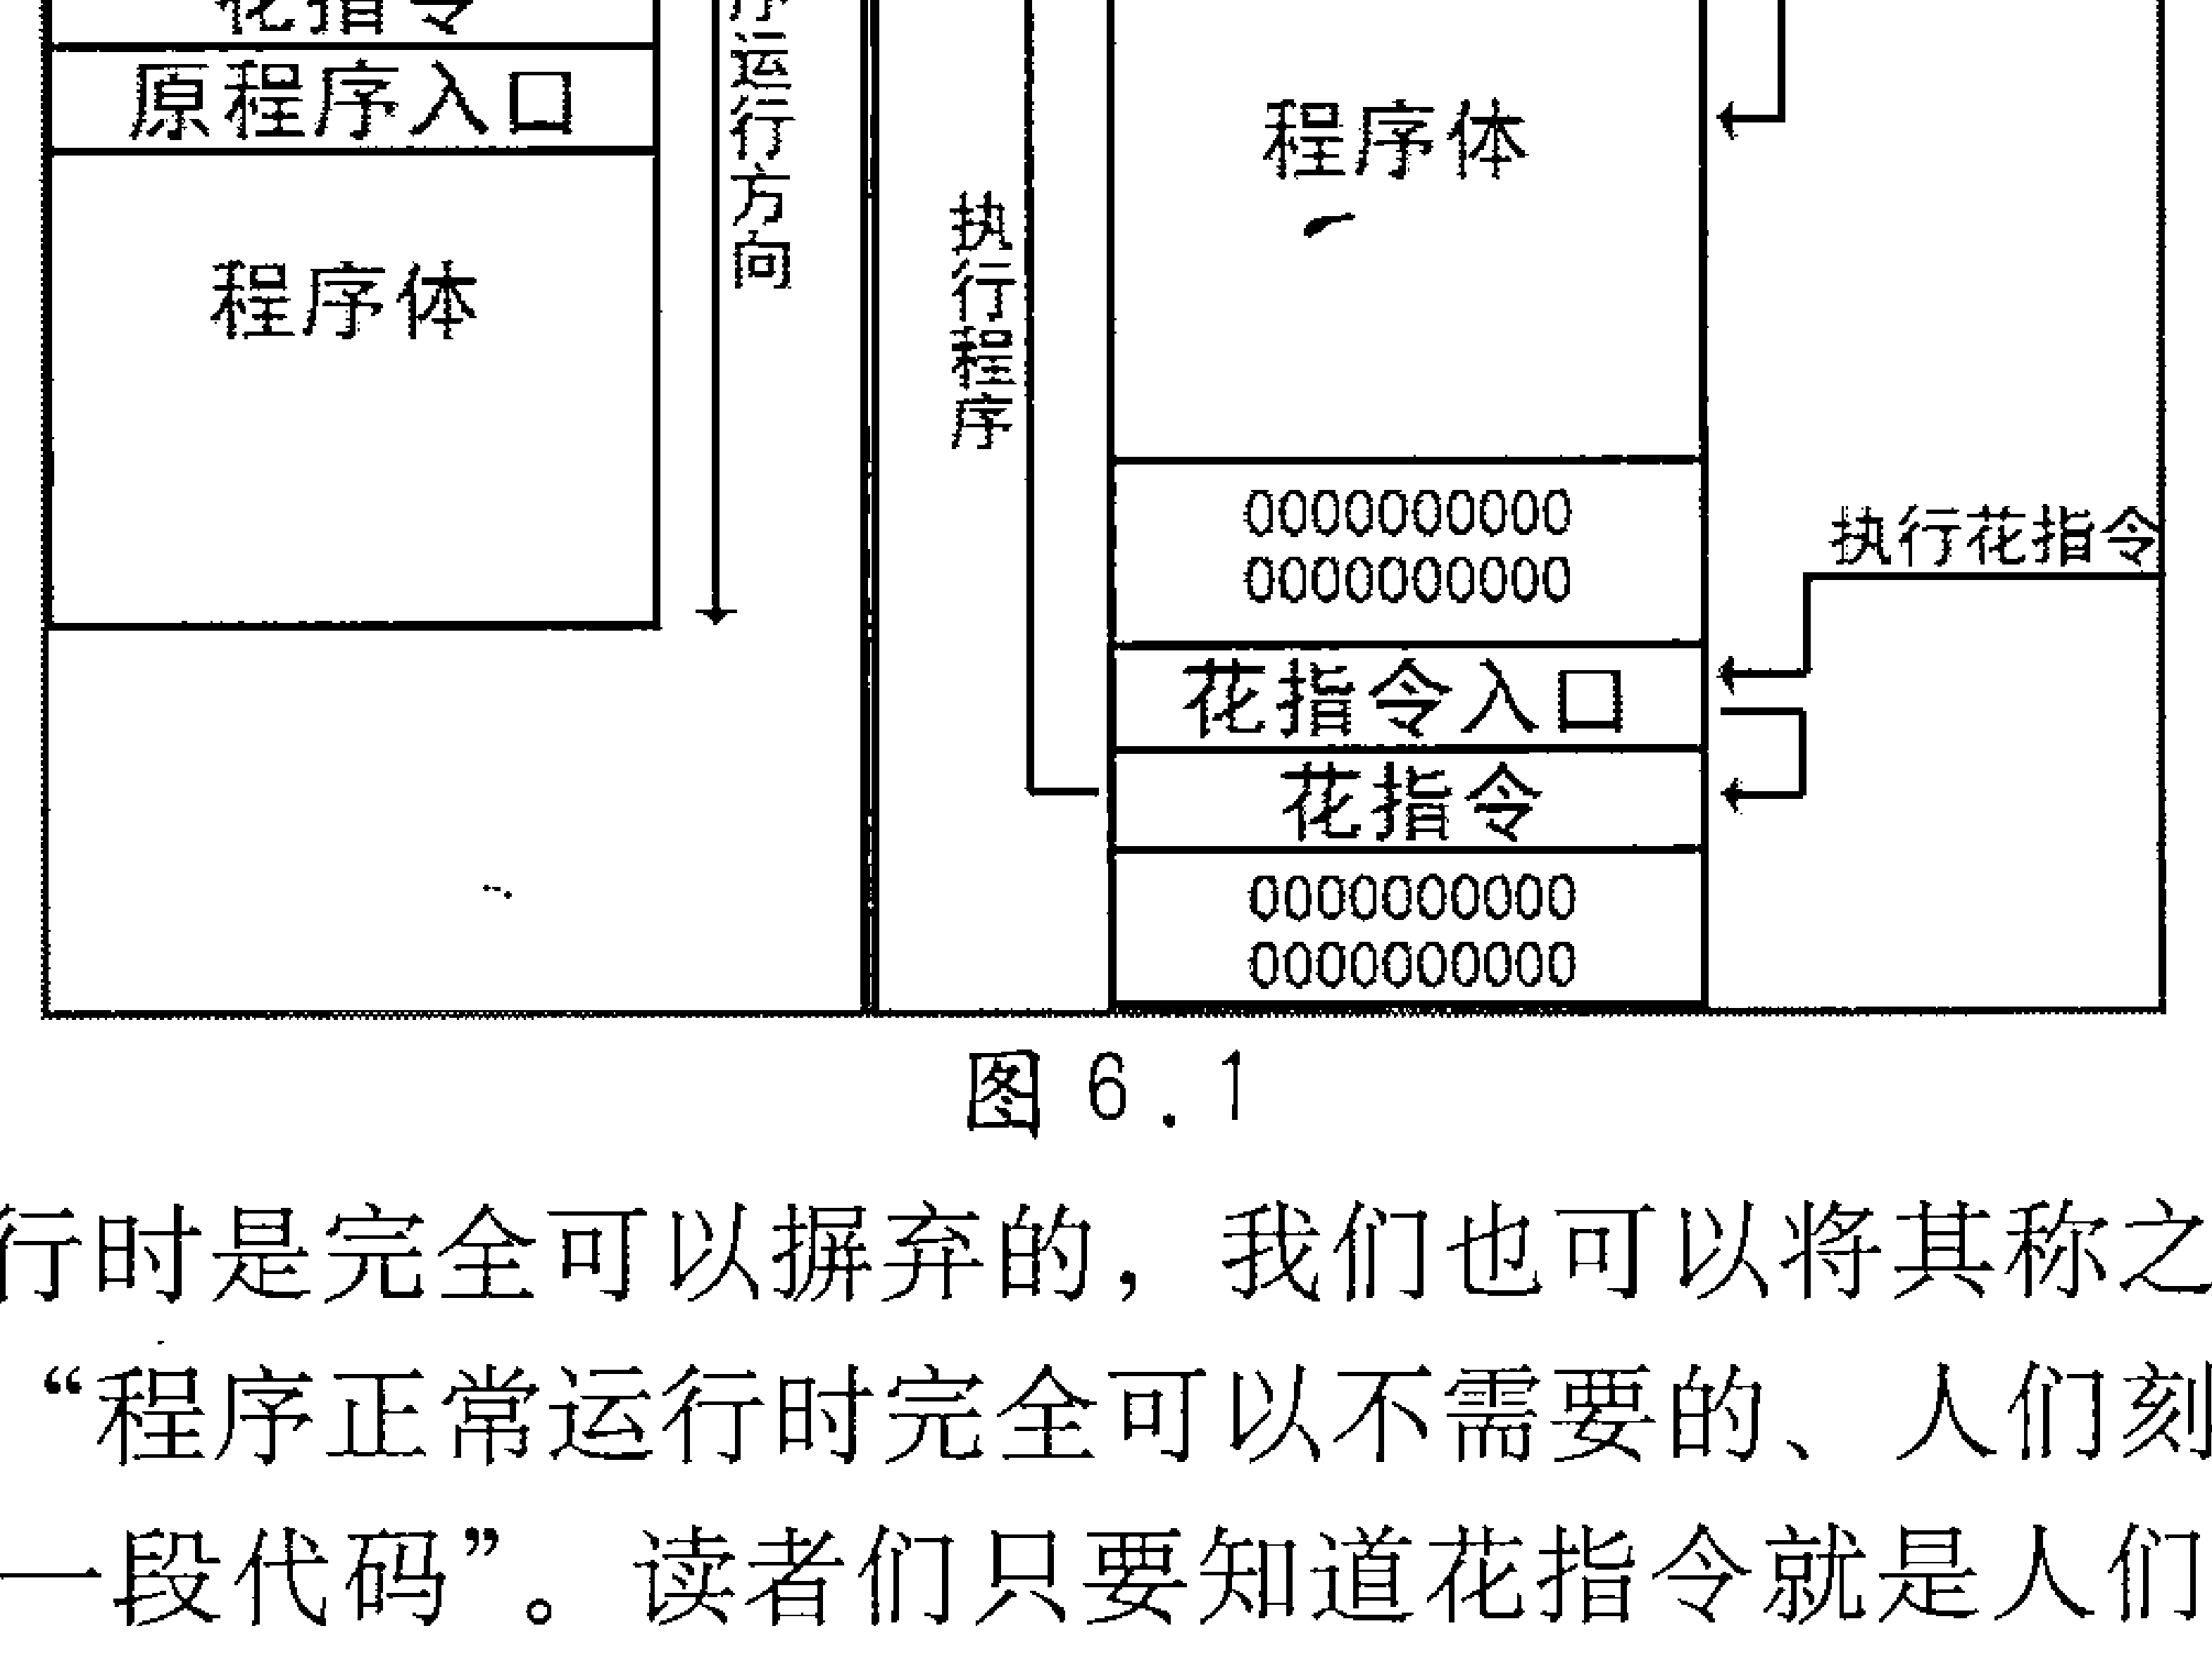 花指令
原程序入口
程序体
序运行方向
执行程序
程序体
0000000000
0000000000
执行花指令
花指令入口
花指令
0000000000
0000000000
图 6.1
行时是完全可以摒弃的，我们也可以将其称之
“程序正常运行时完全可以不需要的、人们刻
一段代码”。读者们只要知道花指令就是人们